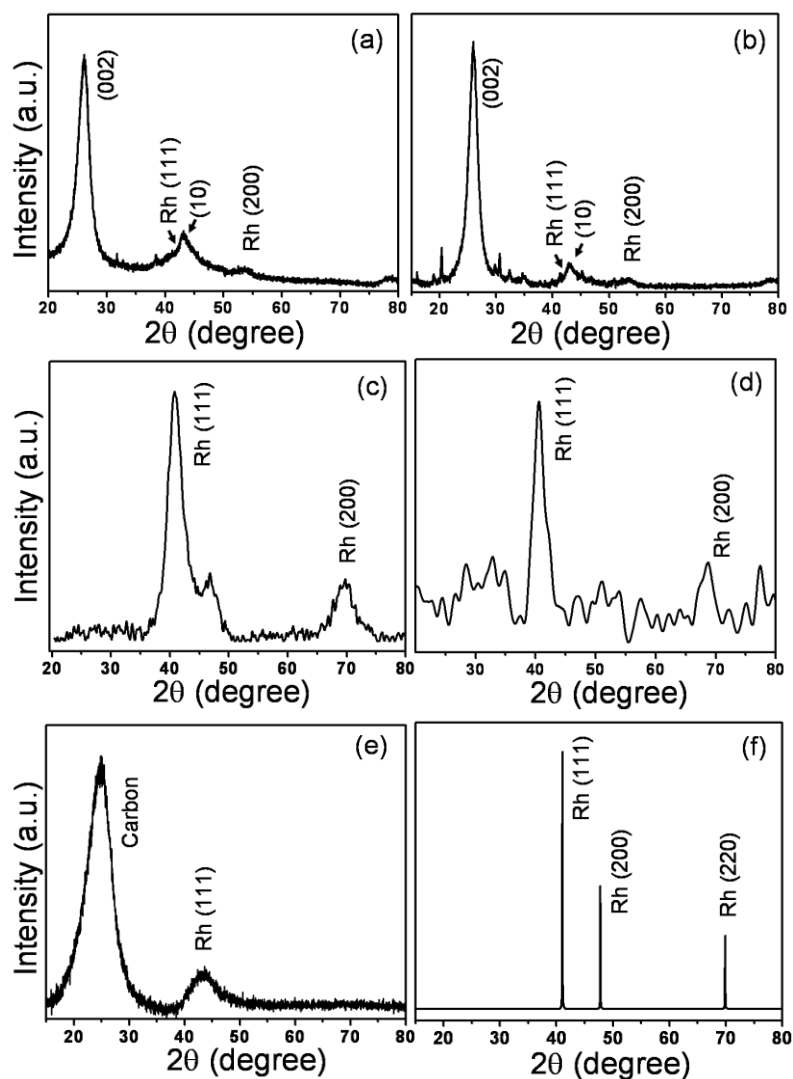 Intensity (a.u.)
(a)
(002)
Rh (111)
(10)
Rh (200)
20 30 40 50 60 70 80
2θ (degree)
(b)
(002)
Rh (111)
(10)
Rh (200)
20 30 40 50 60 70 80
2θ (degree)
Intensity (a.u.)
(c)
Rh (111)
Rh (200)
20 30 40 50 60 70 80
2θ (degree)
(d)
Rh (111)
Rh (200)
30 40 50 60 70 80
2θ (degree)
Intensity (a.u.)
(e)
Carbon
Rh (111)
20 30 40 50 60 70 80
2θ (degree)
(f)
Rh (111)
Rh (200)
Rh (220)
20 30 40 50 60 70 80
2θ (degree)